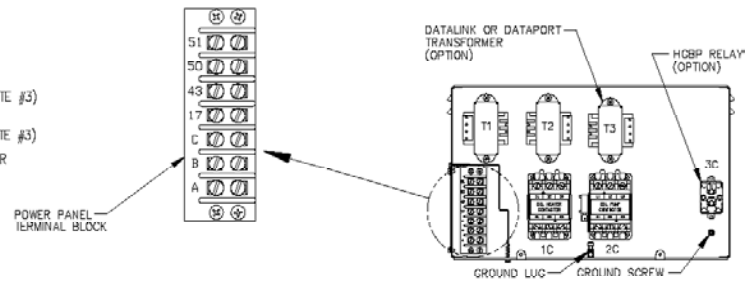 TE #3)
TE #3)
R
51
50
43
17
C
B
A
POWER PANEL
TERMINAL BLOCK
DATALINK OR DATAPORT
TRANSFORMER
(OPTION)
HGBP RELAY
(OPTION)
T1
T2
T3
3C
1C
2C
GROUND LUG
GROUND SCREW